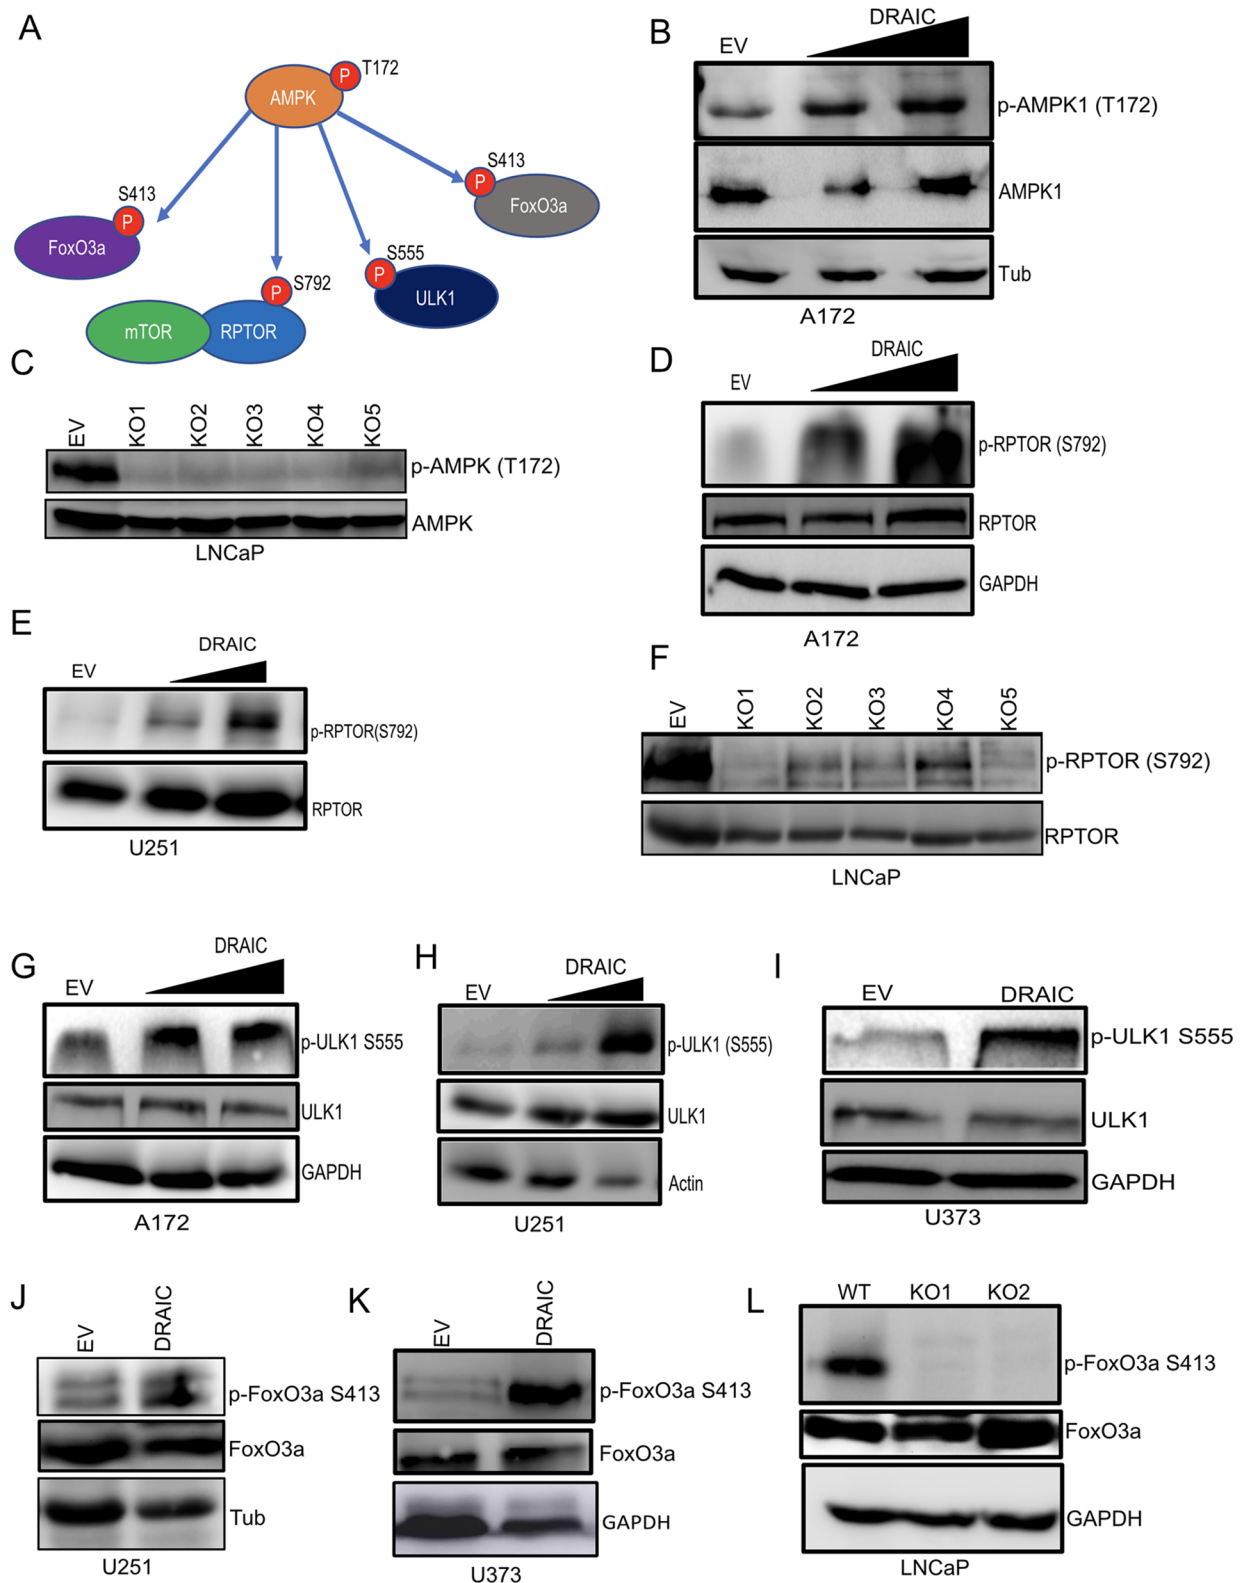 A
P
T172
AMPK
S413
P
FoxO3a
S413
P
FoxO3a
S555
P
ULK1
S792
P
mTOR
RPTOR
B
DRAIC
EV
p-AMPK1 (T172)
AMPK1
Tub
A172
C
EV
KO1
KO2
KO3
KO4
KO5
p-AMPK (T172)
AMPK
LNCaP
D
DRAIC
EV
p-RPTOR (S792)
RPTOR
GAPDH
A172
E
DRAIC
EV
p-RPTOR(S792)
RPTOR
U251
F
EV
KO1
KO2
KO3
KO4
KO5
p-RPTOR (S792)
RPTOR
LNCaP
G
DRAIC
EV
p-ULK1 S555
ULK1
GAPDH
A172
H
DRAIC
EV
p-ULK1 (S555)
ULK1
Actin
U251
I
EV
DRAIC
p-ULK1 S555
ULK1
GAPDH
U373
J
EV
DRAIC
p-FoxO3a S413
FoxO3a
Tub
U251
K
EV
DRAIC
p-FoxO3a S413
FoxO3a
GAPDH
U373
L
WT
KO1
KO2
p-FoxO3a S413
FoxO3a
GAPDH
LNCaP